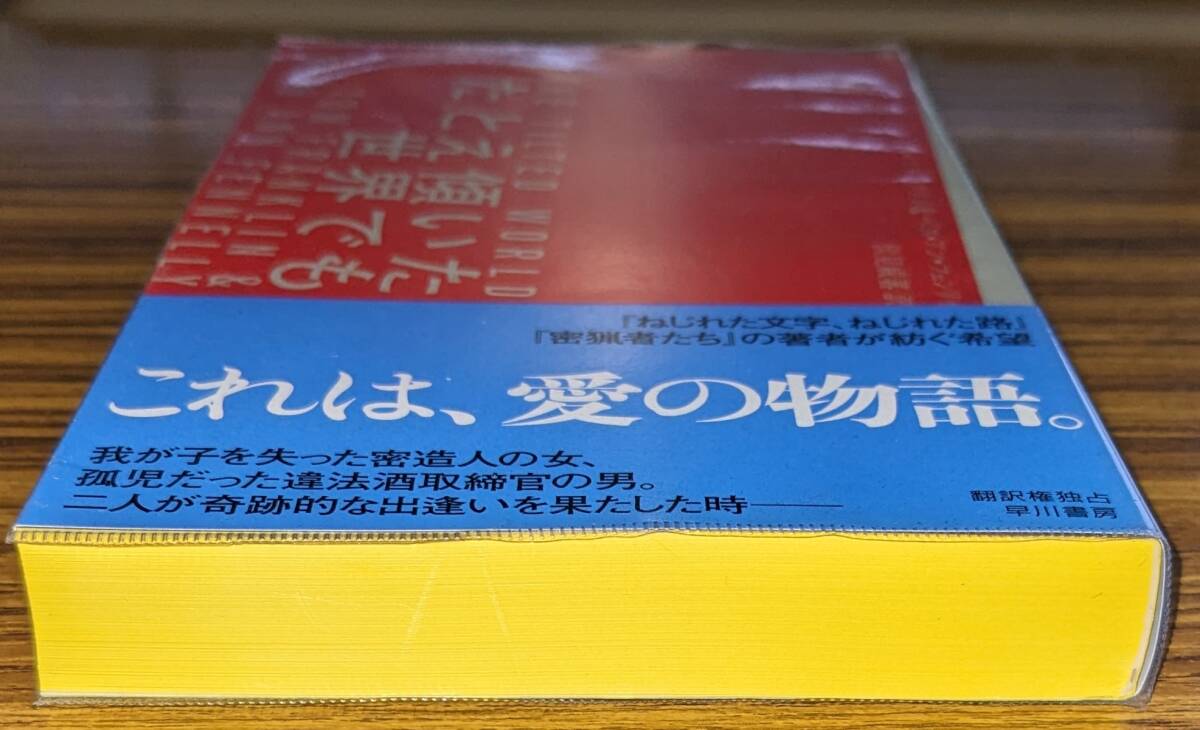 たとえ傾いた
世界でも
TILTED WORLD
FRANKLIN &
FENNELLY
『ねじれた文字、ねじれた路』
『密猟者たち』の著者が紡ぐ希望
これは、愛の物語。
我が子を失った密造人の女、
孤児だった違法酒取締官の男。
二人が奇跡的な出逢いを果たした時――
翻訳権独占
早川書房